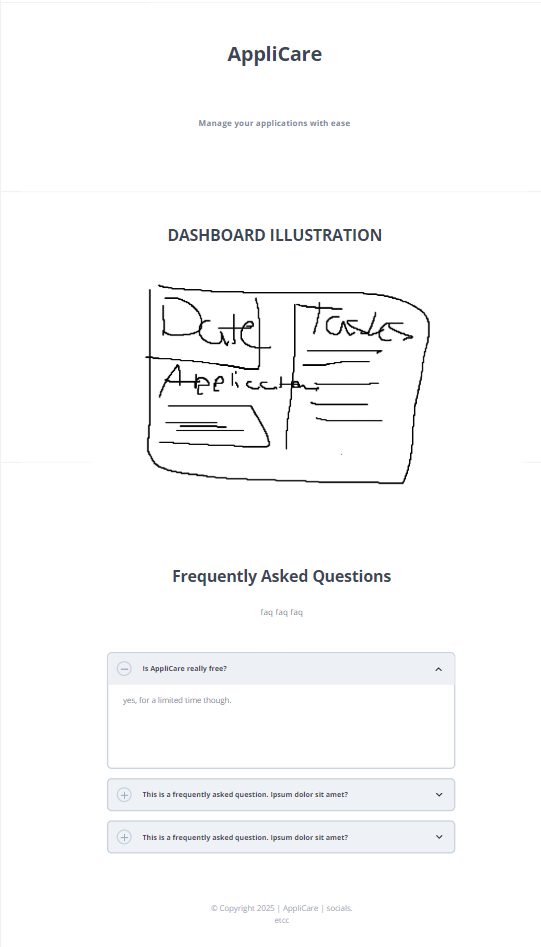 AppliCare
Manage your applications with ease
DASHBOARD ILLUSTRATION
Date
Tasks
Application
Frequently Asked Questions
faq faq faq
Is AppliCare really free?
yes, for a limited time though.
This is a frequently asked question. Ipsum dolor sit amet?
This is a frequently asked question. Ipsum dolor sit amet?
© Copyright 2025 | AppliCare | socials.
etcc